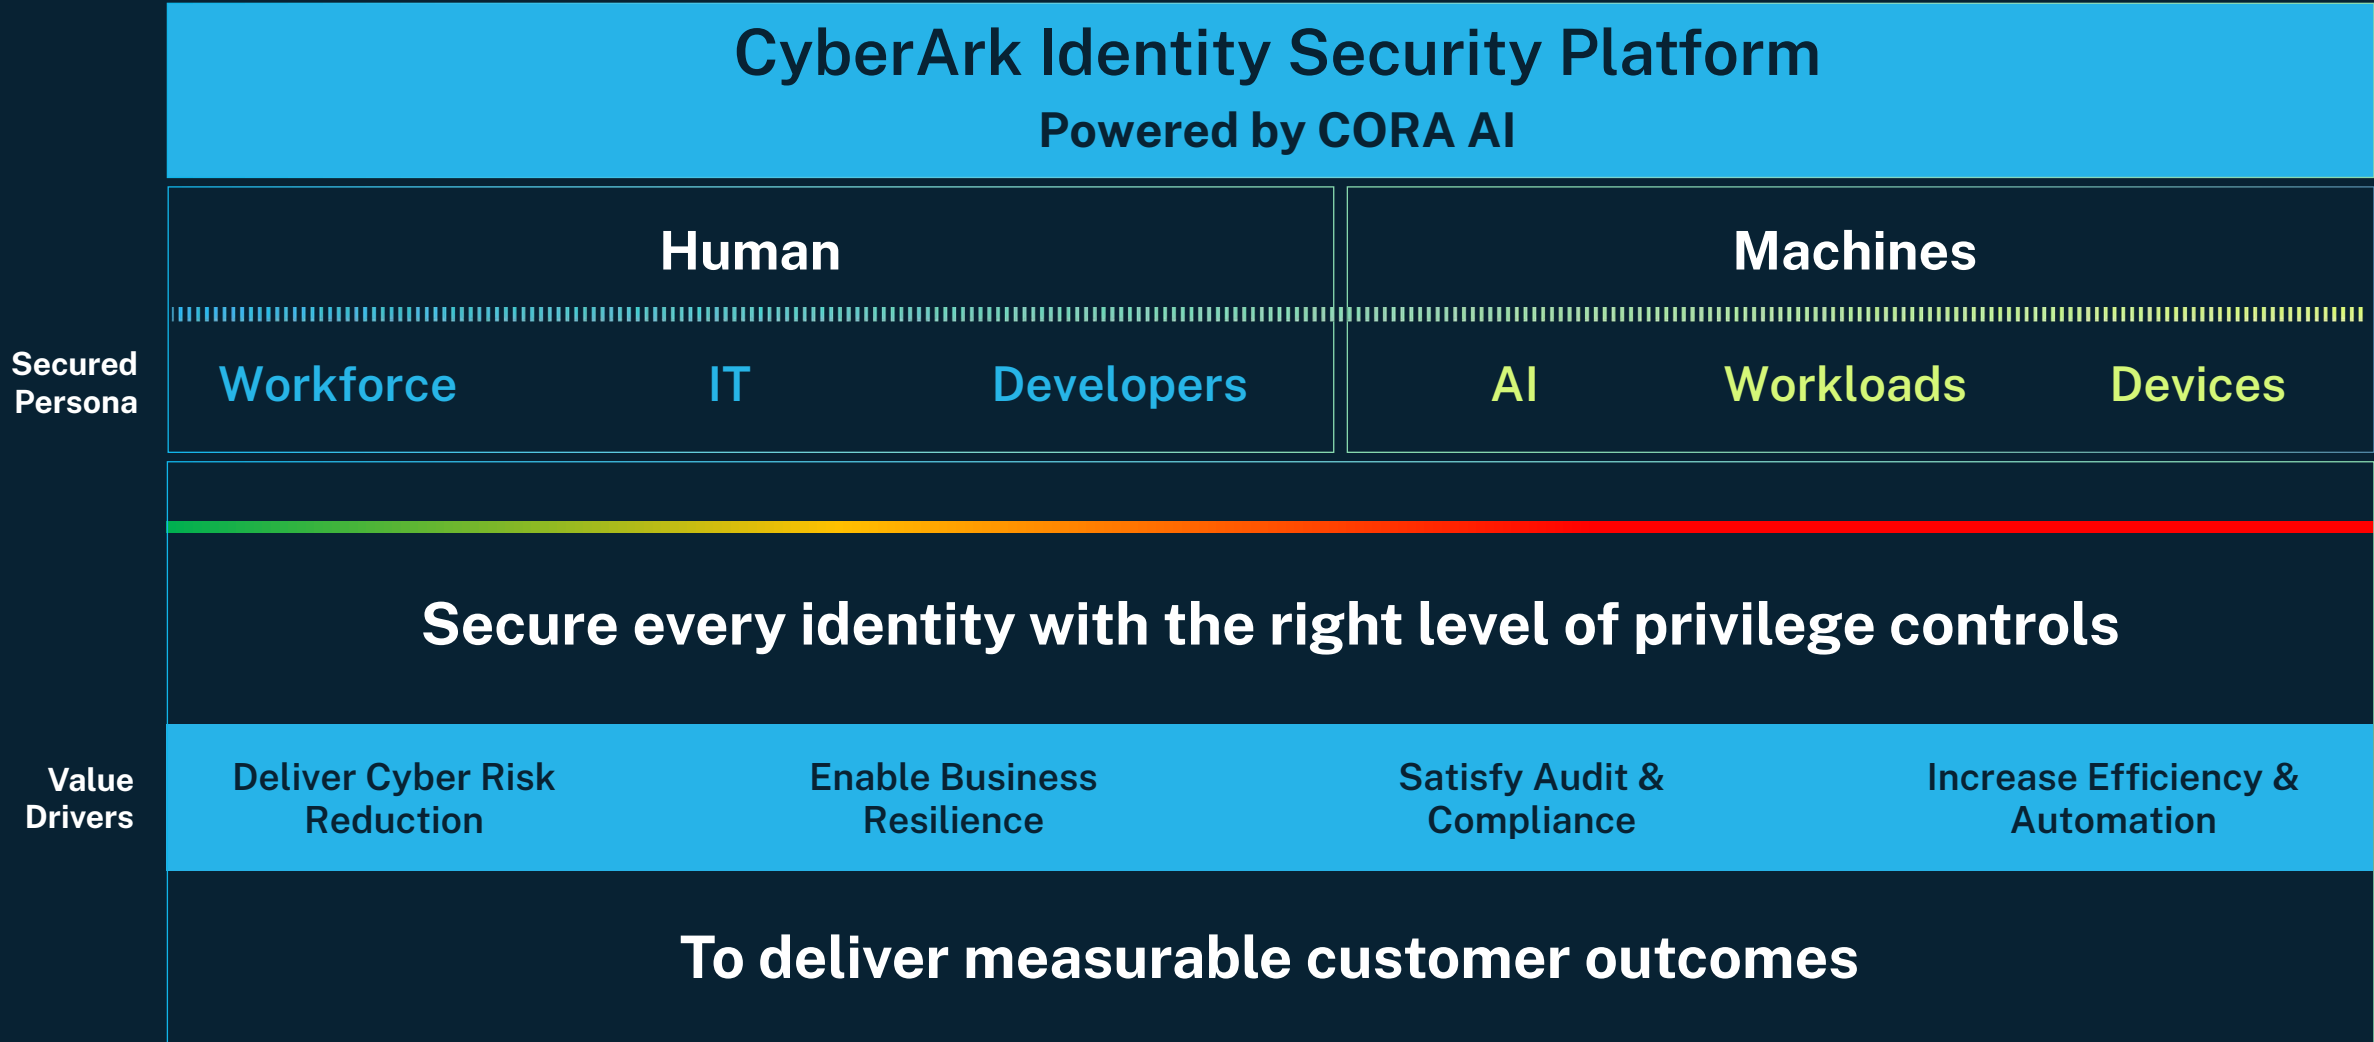 CyberArk Identity Security Platform
Powered by CORA AI
Human
Machines
Secured
Persona
Workforce
IT
Developers
AI
Workloads
Devices
Secure every identity with the right level of privilege controls
Value
Drivers
Deliver Cyber Risk
Reduction
Enable Business
Resilience
Satisfy Audit &
Compliance
Increase Efficiency &
Automation
To deliver measurable customer outcomes